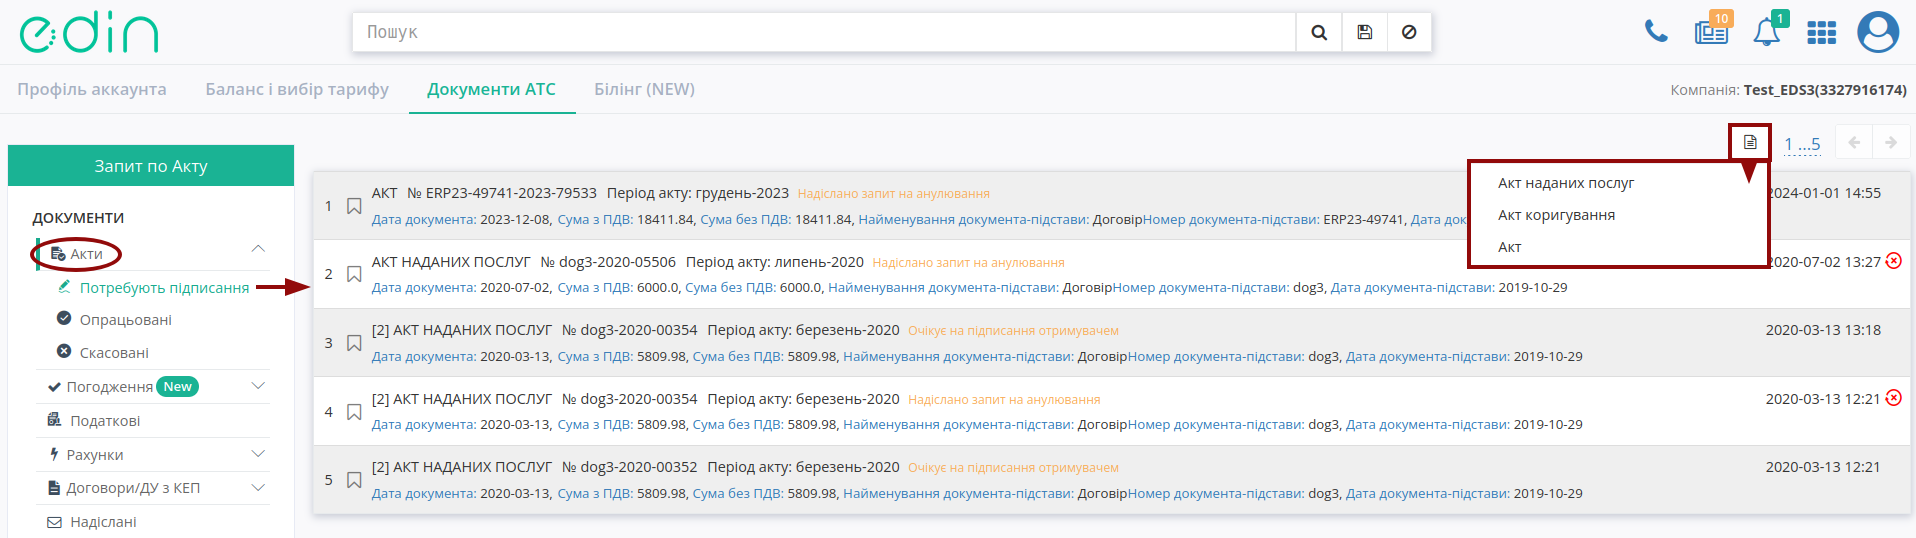 edin
Пошук
10
1
Профіль аккаунта
Баланс і вибір тарифу
Документи АТС
Білінг (NEW)
Компанія: Test_EDS3(3327916174)
1 ...5
Запит по Акту
ДОКУМЕНТИ
Акти
Потребують підписання
Опрацьовані
Скасовані
Погодження New
Податкові
Рахунки
Договори/ДУ з КЕП
Надіслані
Акт наданих послуг
Акт коригування
Акт
1 АКТ № ERP23-49741-2023-79533 Період акту: грудень-2023 Надіслано запит на анулювання 2024-01-01 14:55
Дата документа: 2023-12-08, Сума з ПДВ: 18411.84, Сума без ПДВ: 18411.84, Найменування документа-підстави: ДоговірНомер документа-підстави: ERP23-49741, Дата док
2 АКТ НАДАНИХ ПОСЛУГ № dog3-2020-05506 Період акту: липень-2020 Надіслано запит на анулювання 2020-07-02 13:27
Дата документа: 2020-07-02, Сума з ПДВ: 6000.0, Сума без ПДВ: 6000.0, Найменування документа-підстави: ДоговірНомер документа-підстави: dog3, Дата документа-підстави: 2019-10-29
3 [2] АКТ НАДАНИХ ПОСЛУГ № dog3-2020-00354 Період акту: березень-2020 Очікує на підписання отримувачем 2020-03-13 13:18
Дата документа: 2020-03-13, Сума з ПДВ: 5809.98, Сума без ПДВ: 5809.98, Найменування документа-підстави: ДоговірНомер документа-підстави: dog3, Дата документа-підстави: 2019-10-29
4 [2] АКТ НАДАНИХ ПОСЛУГ № dog3-2020-00354 Період акту: березень-2020 Надіслано запит на анулювання 2020-03-13 12:21
Дата документа: 2020-03-13, Сума з ПДВ: 5809.98, Сума без ПДВ: 5809.98, Найменування документа-підстави: ДоговірНомер документа-підстави: dog3, Дата документа-підстави: 2019-10-29
5 [2] АКТ НАДАНИХ ПОСЛУГ № dog3-2020-00352 Період акту: березень-2020 Очікує на підписання отримувачем 2020-03-13 12:21
Дата документа: 2020-03-13, Сума з ПДВ: 5809.98, Сума без ПДВ: 5809.98, Найменування документа-підстави: ДоговірНомер документа-підстави: dog3, Дата документа-підстави: 2019-10-29